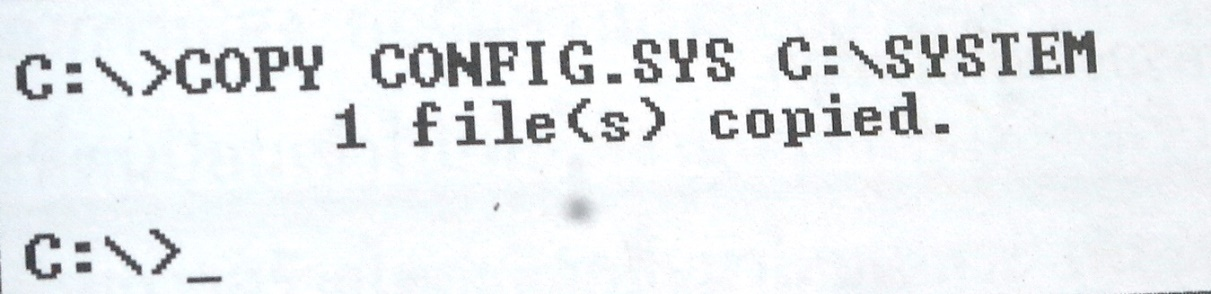 C:\>COPY CONFIG.SYS C:\SYSTEM
1 file(s) copied.
C:\>_